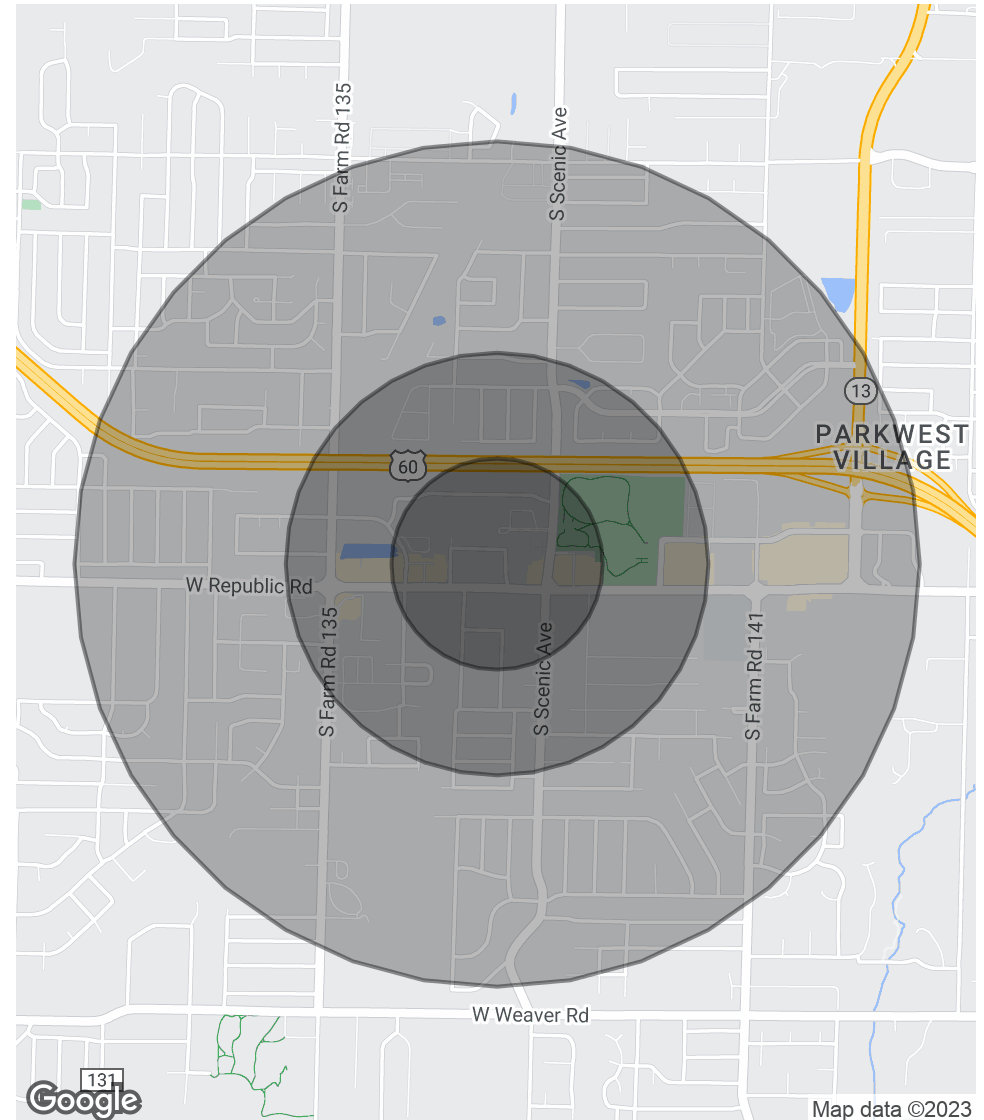 S Farm Rd 135
S Scenic Ave
13
PARKWEST
VILLAGE
60
W Republic Rd
S Farm Rd 135
S Scenic Ave
S Farm Rd 141
W Weaver Rd
131
Google
Map data ©2023